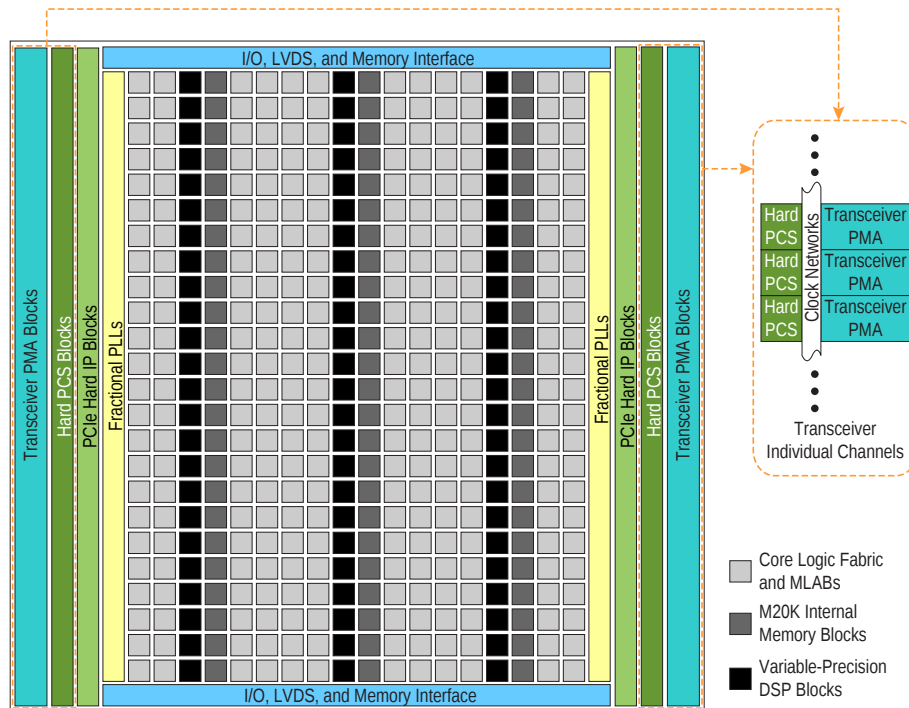 I/O, LVDS, and Memory Interface
Transceiver PMA Blocks
Hard PCS Blocks
PCIe Hard IP Blocks
Fractional PLLs
Fractional PLLs
PCIe Hard IP Blocks
Hard PCS Blocks
Transceiver PMA Blocks
I/O, LVDS, and Memory Interface
Hard
PCS
Hard
PCS
Hard
PCS
Clock Networks
Transceiver
PMA
Transceiver
PMA
Transceiver
PMA
Transceiver
Individual Channels
Core Logic Fabric
and MLABs
M20K Internal
Memory Blocks
Variable-Precision
DSP Blocks